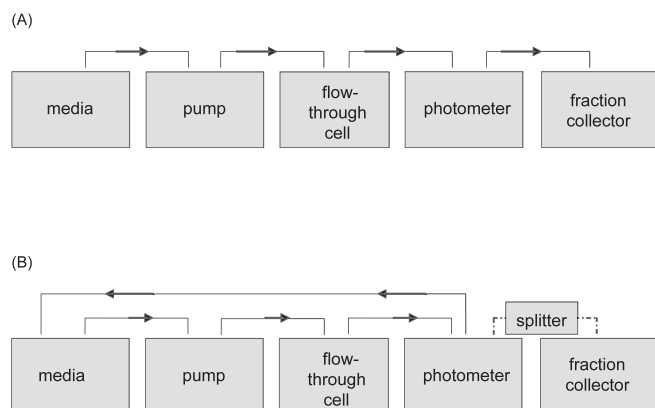 (A)
media
pump
flow-
through
cell
photometer
fraction
collector
(B)
splitter
media
pump
flow-
through
cell
photometer
fraction
collector